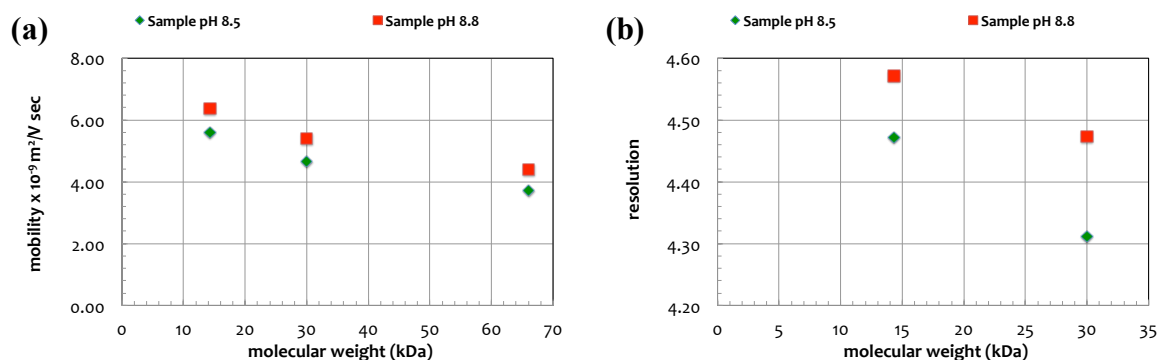 (a)
Sample pH 8.5 Sample pH 8.8
8.00
6.00
4.00
2.00
0.00
mobility x 10⁻⁹ m²/V sec
0 10 20 30 40 50 60 70
molecular weight (kDa)
(b)
Sample pH 8.5 Sample pH 8.8
4.60
4.50
4.40
4.30
4.20
resolution
0 5 10 15 20 25 30 35
molecular weight (kDa)